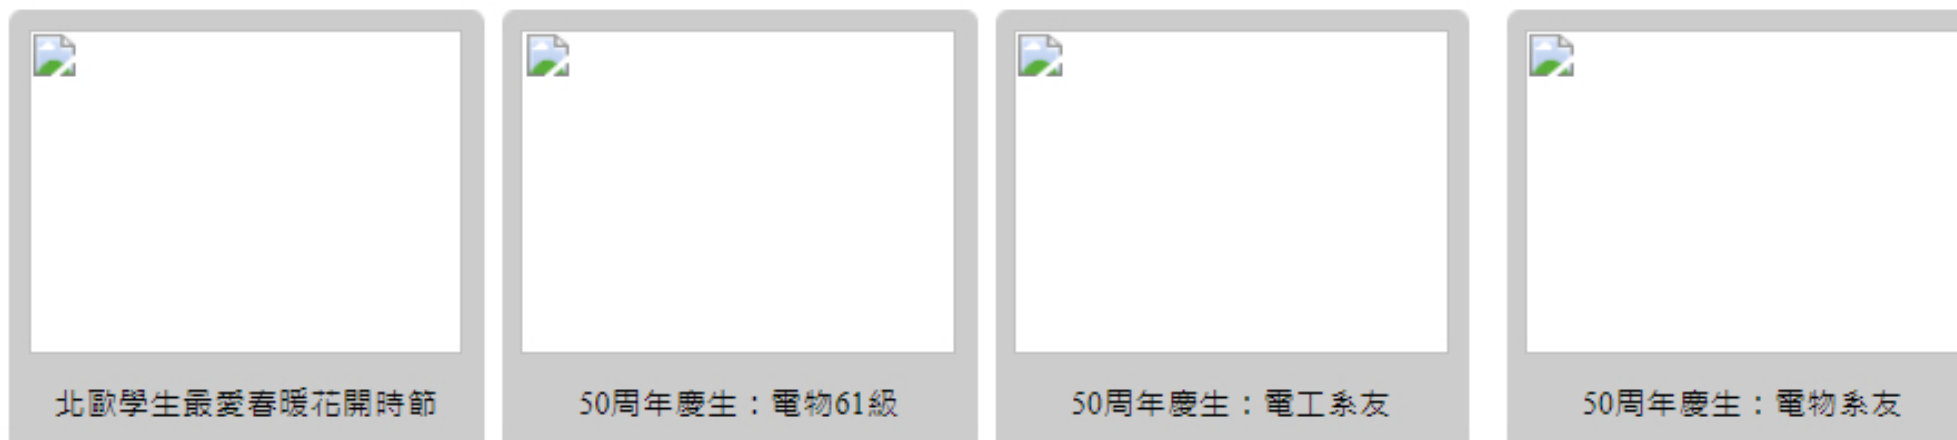 北歐學生最愛春暖花開時節
50周年慶生：電物61級
50周年慶生：電工系友
50周年慶生：電物系友